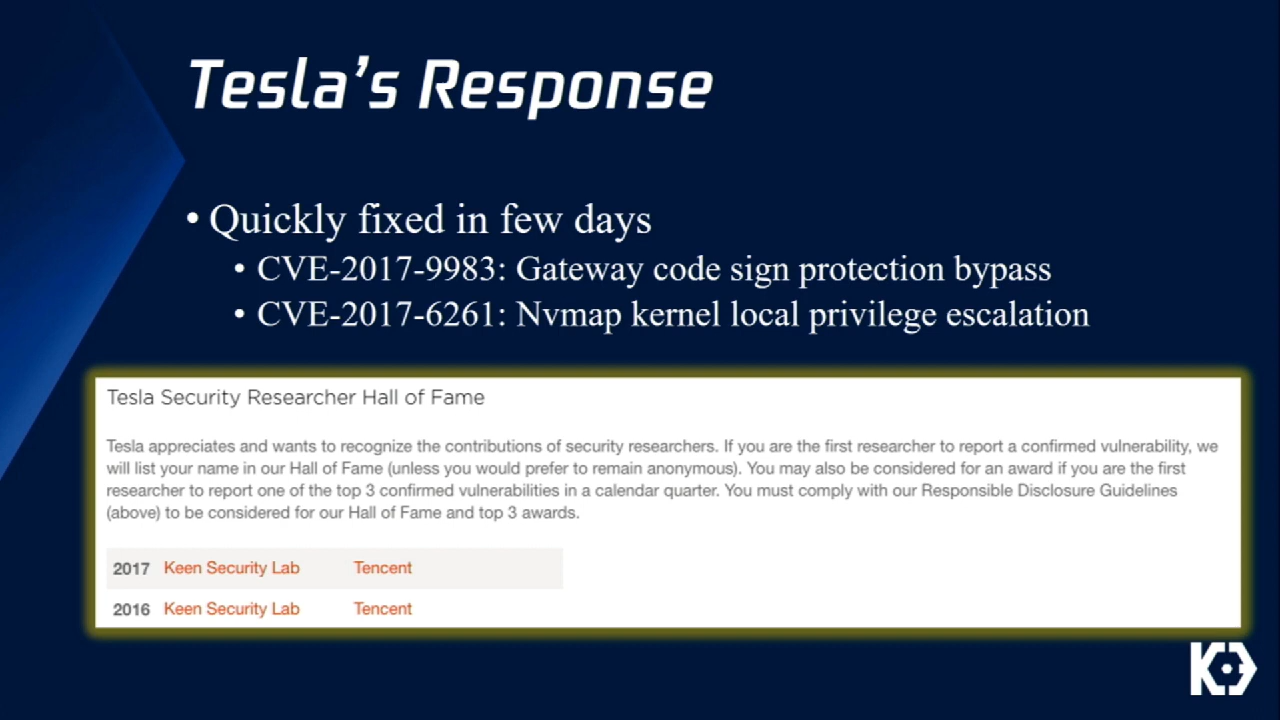 Tesla's Response
• Quickly fixed in few days
• CVE-2017-9983: Gateway code sign protection bypass
• CVE-2017-6261: Nvmap kernel local privilege escalation
Tesla Security Researcher Hall of Fame
Tesla appreciates and wants to recognize the contributions of security researchers. If you are the first researcher to report a confirmed vulnerability, we
will list your name in our Hall of Fame (unless you would prefer to remain anonymous). You may also be considered for an award if you are the first
researcher to report one of the top 3 confirmed vulnerabilities in a calendar quarter. You must comply with our Responsible Disclosure Guidelines
(above) to be considered for our Hall of Fame and top 3 awards.
2017 Keen Security Lab Tencent
2016 Keen Security Lab Tencent